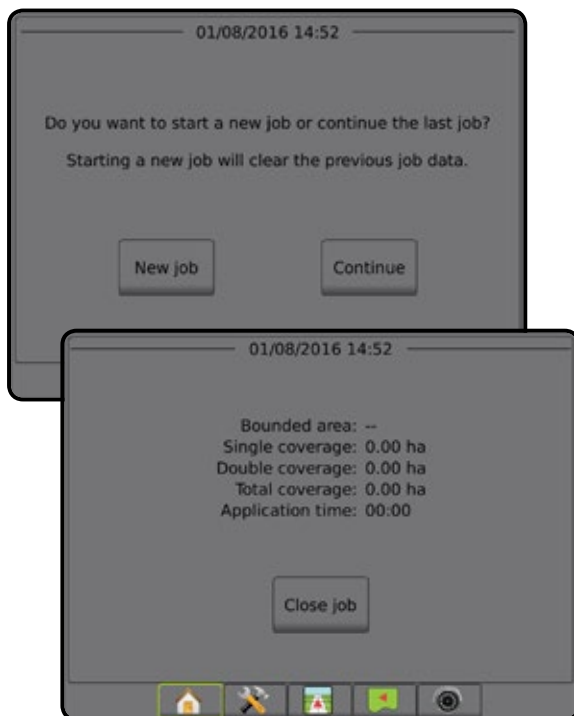 01/08/2016 14:52
Do you want to start a new job or continue the last job?
Starting a new job will clear the previous job data.
New job
Continue
01/08/2016 14:52
Bounded area: --
Single coverage: 0.00 ha
Double coverage: 0.00 ha
Total coverage: 0.00 ha
Application time: 00:00
Close job